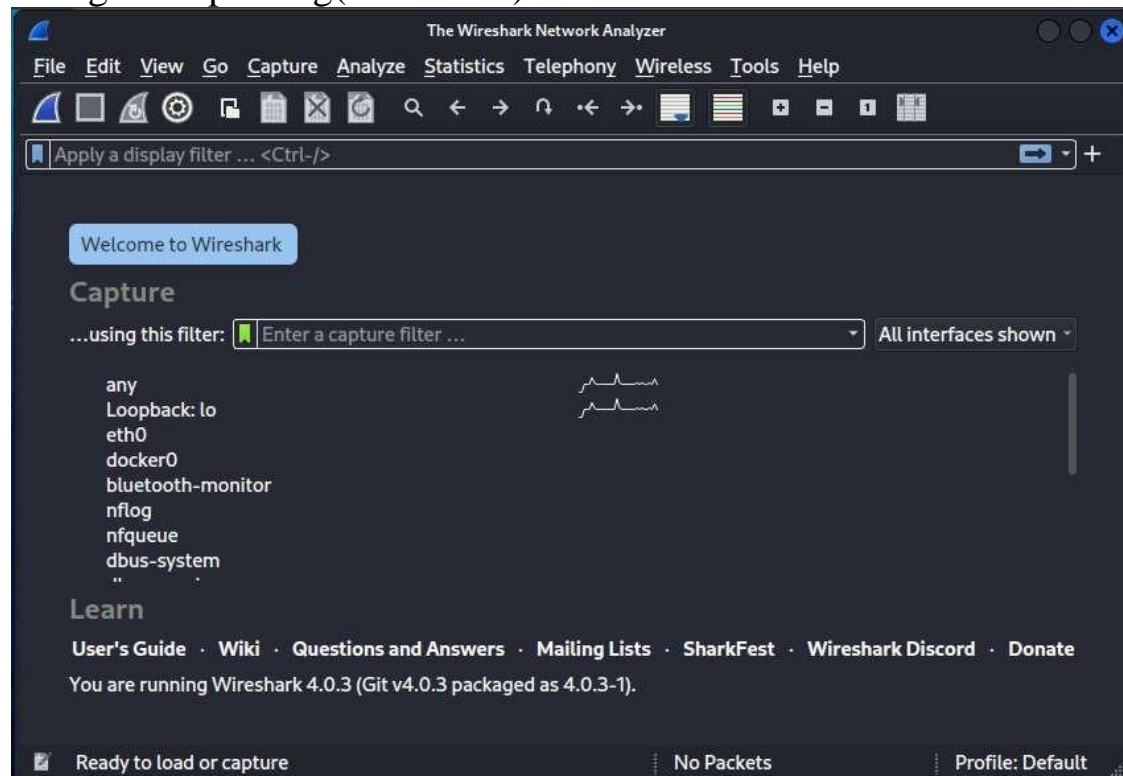 The Wireshark Network Analyzer
File Edit View Go Capture Analyze Statistics Telephony Wireless Tools Help
Apply a display filter ... <Ctrl-/>
Welcome to Wireshark
Capture
...using this filter: Enter a capture filter ... All interfaces shown
any
Loopback: lo
eth0
docker0
bluetooth-monitor
nflog
nfqueue
dbus-system
Learn
User's Guide · Wiki · Questions and Answers · Mailing Lists · SharkFest · Wireshark Discord · Donate
You are running Wireshark 4.0.3 (Git v4.0.3 packaged as 4.0.3-1).
Ready to load or capture No Packets Profile: Default